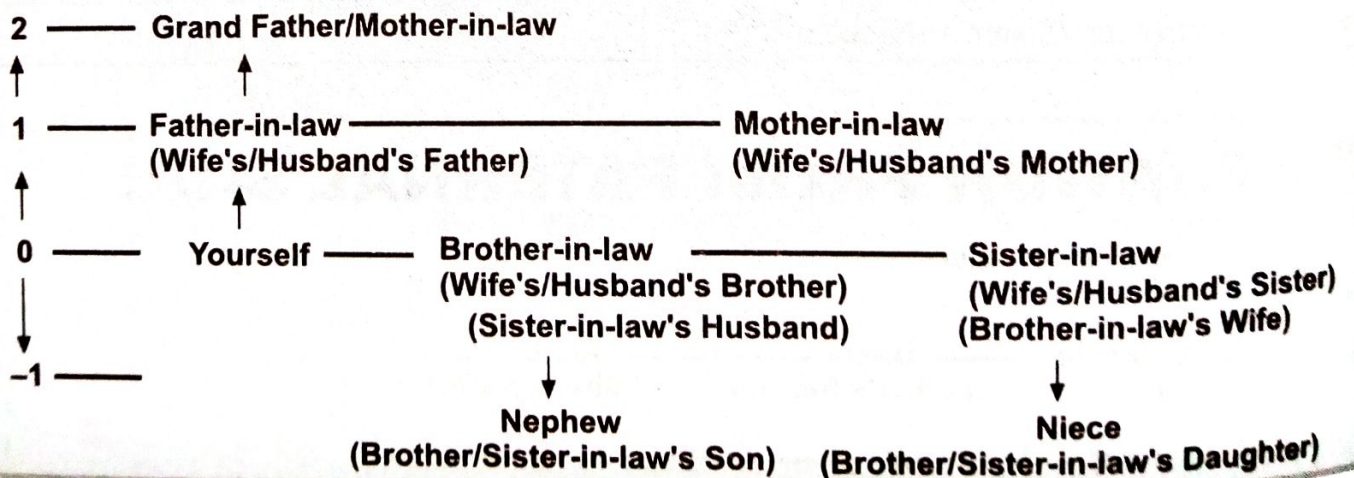 2 Grand Father/Mother-in-law
1 Father-in-law Mother-in-law
(Wife's/Husband's Father) (Wife's/Husband's Mother)
0 Yourself Brother-in-law Sister-in-law
(Wife's/Husband's Brother) (Wife's/Husband's Sister)
(Sister-in-law's Husband) (Brother-in-law's Wife)
–1
Nephew Niece
(Brother/Sister-in-law's Son) (Brother/Sister-in-law's Daughter)